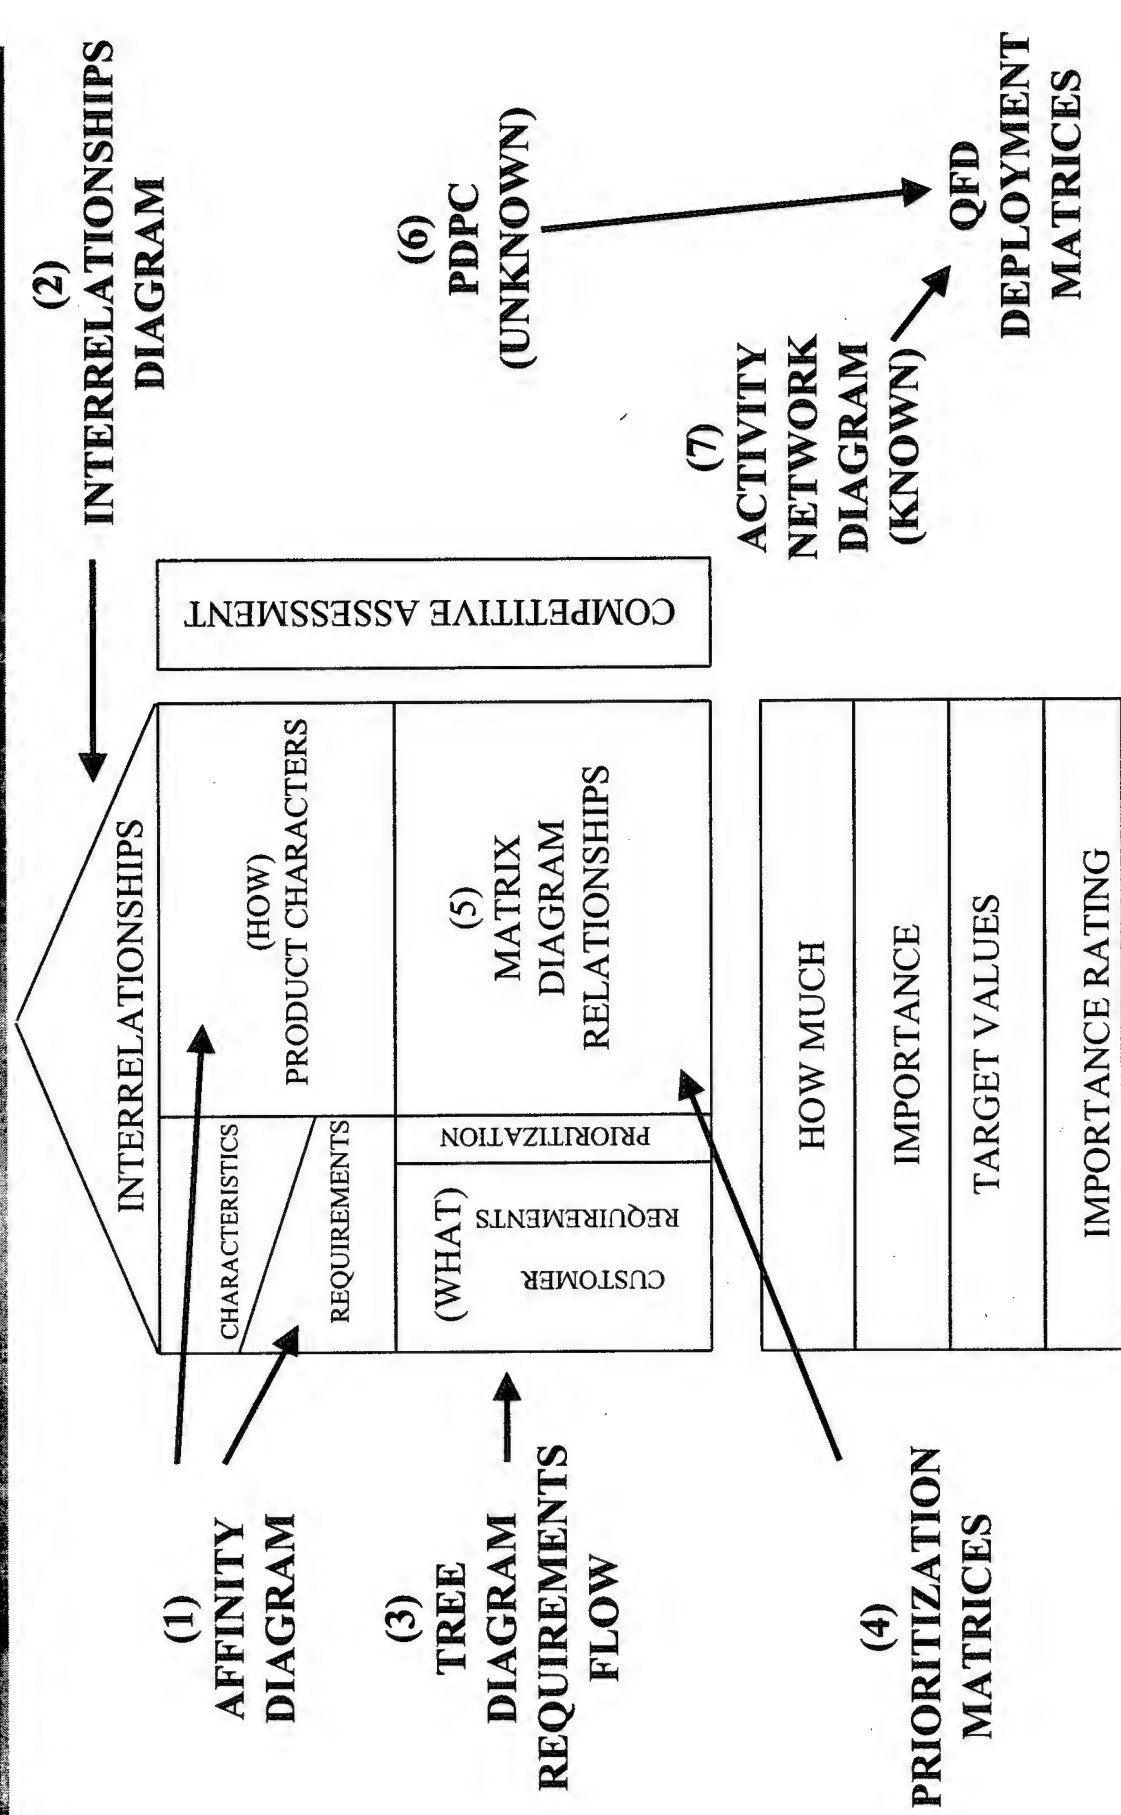 (2)
INTERRELATIONSHIPS
DIAGRAM
INTERRELATIONSHIPS
(1)
AFFINITY
DIAGRAM
CHARACTERISTICS
REQUIREMENTS
(HOW)
PRODUCT CHARACTERS
COMPETITIVE ASSESSMENT
(3)
TREE
DIAGRAM
REQUIREMENTS
FLOW
(WHAT)
CUSTOMER
REQUIREMENTS
PRIORITIZATION
(5)
MATRIX
DIAGRAM
RELATIONSHIPS
(6)
PDPC
(UNKNOWN)
(7)
ACTIVITY
NETWORK
DIAGRAM
(KNOWN)
(4)
PRIORITIZATION
MATRICES
HOW MUCH
IMPORTANCE
TARGET VALUES
IMPORTANCE RATING
QFD
DEPLOYMENT
MATRICES